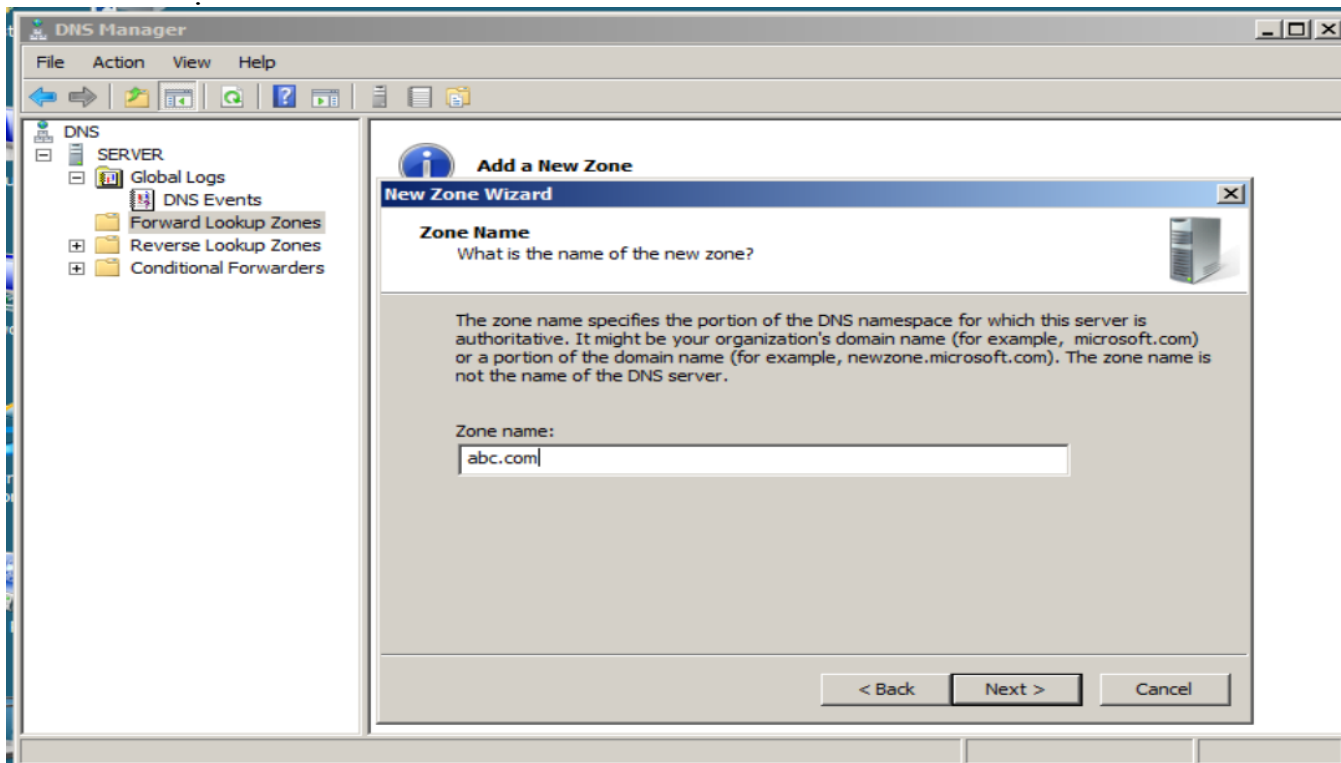 DNS Manager
File Action View Help
DNS
SERVER
Global Logs
DNS Events
Forward Lookup Zones
Reverse Lookup Zones
Conditional Forwarders
Add a New Zone
New Zone Wizard
Zone Name
What is the name of the new zone?
The zone name specifies the portion of the DNS namespace for which this server is
authoritative. It might be your organization's domain name (for example, microsoft.com)
or a portion of the domain name (for example, newzone.microsoft.com). The zone name is
not the name of the DNS server.
Zone name:
abc.com
< Back Next > Cancel